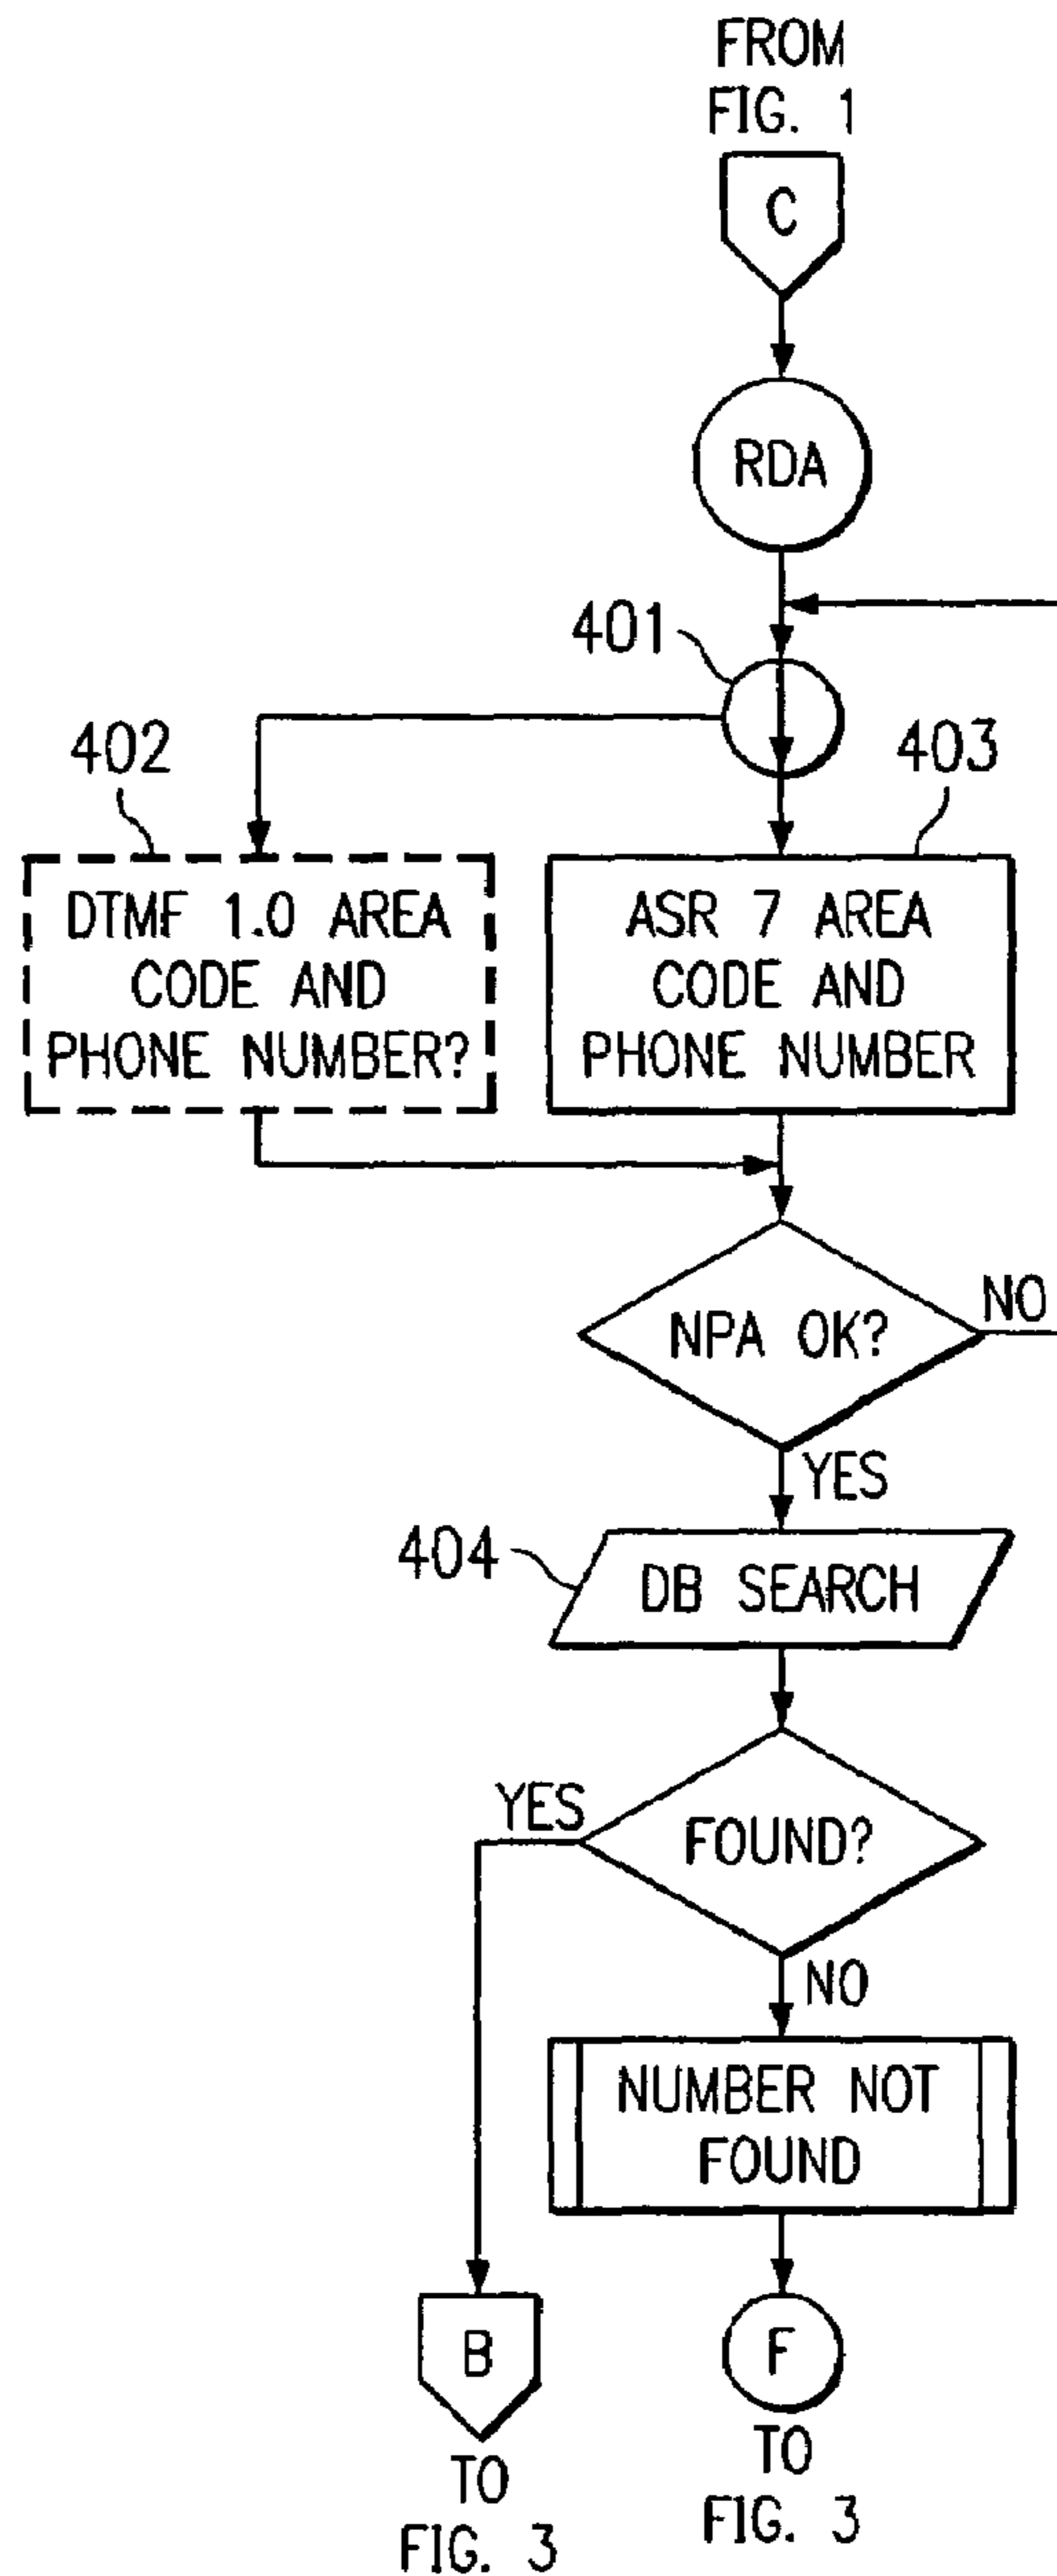 FROM
FIG. 1
C
RDA
401
402
403
DTMF 1.0 AREA
CODE AND
PHONE NUMBER?
ASR 7 AREA
CODE AND
PHONE NUMBER
NPA OK?
NO
YES
404
DB SEARCH
YES
FOUND?
NO
NUMBER NOT
FOUND
B
F
TO
FIG. 3
TO
FIG. 3